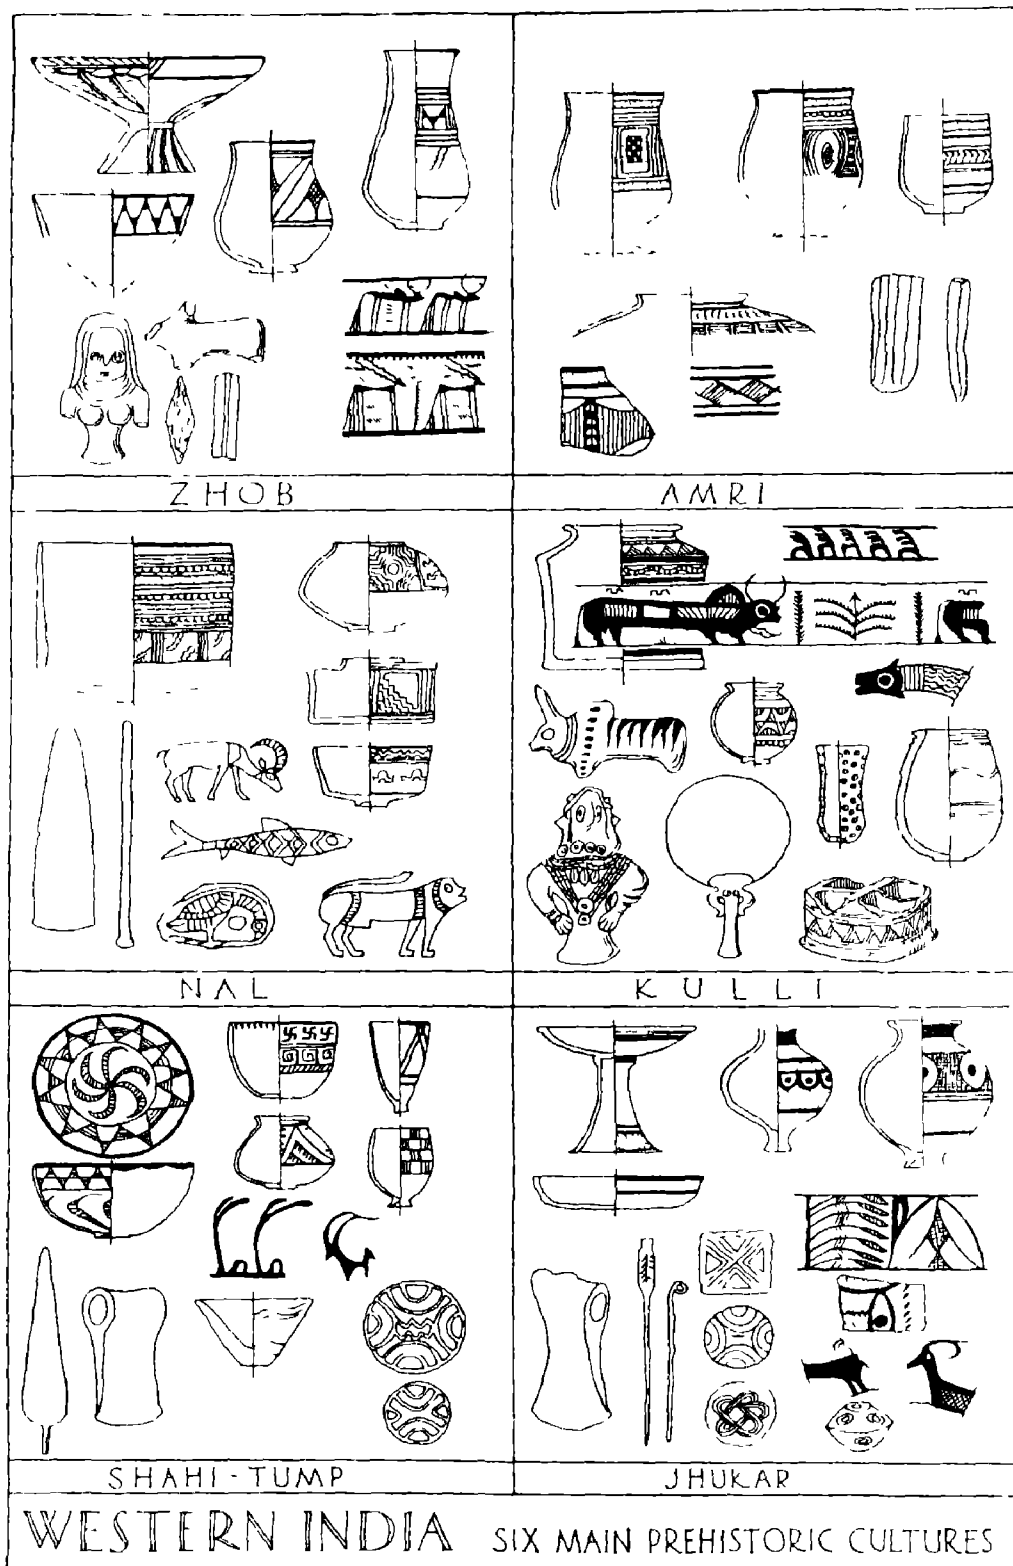 ZHOB
AMRI
NAL
KULLI
SHAHI-TUMP
JHUKAR
WESTERN INDIA SIX MAIN PREHISTORIC CULTURES